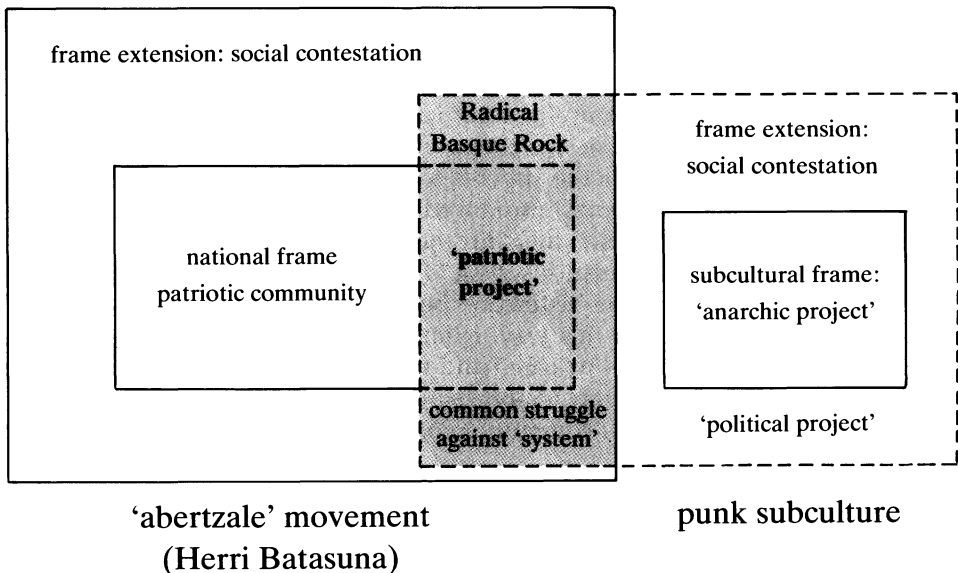 frame extension: social contestation
Radical
Basque Rock
frame extension:
social contestation
national frame
patriotic community
‘patriotic
project’
subcultural frame:
‘anarchic project’
common struggle
against ‘system’
‘political project’
‘abertzale’ movement
(Herri Batasuna)
punk subculture